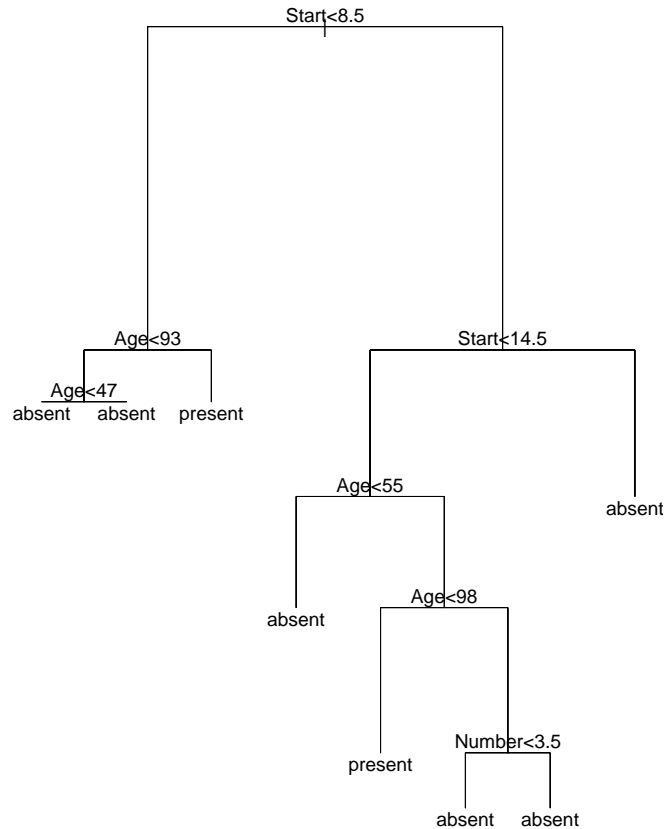 Start<8.5
Age<93
Start<14.5
Age<47
absent
absent
present
Age<55
absent
Age<98
absent
Number<3.5
present
absent
absent